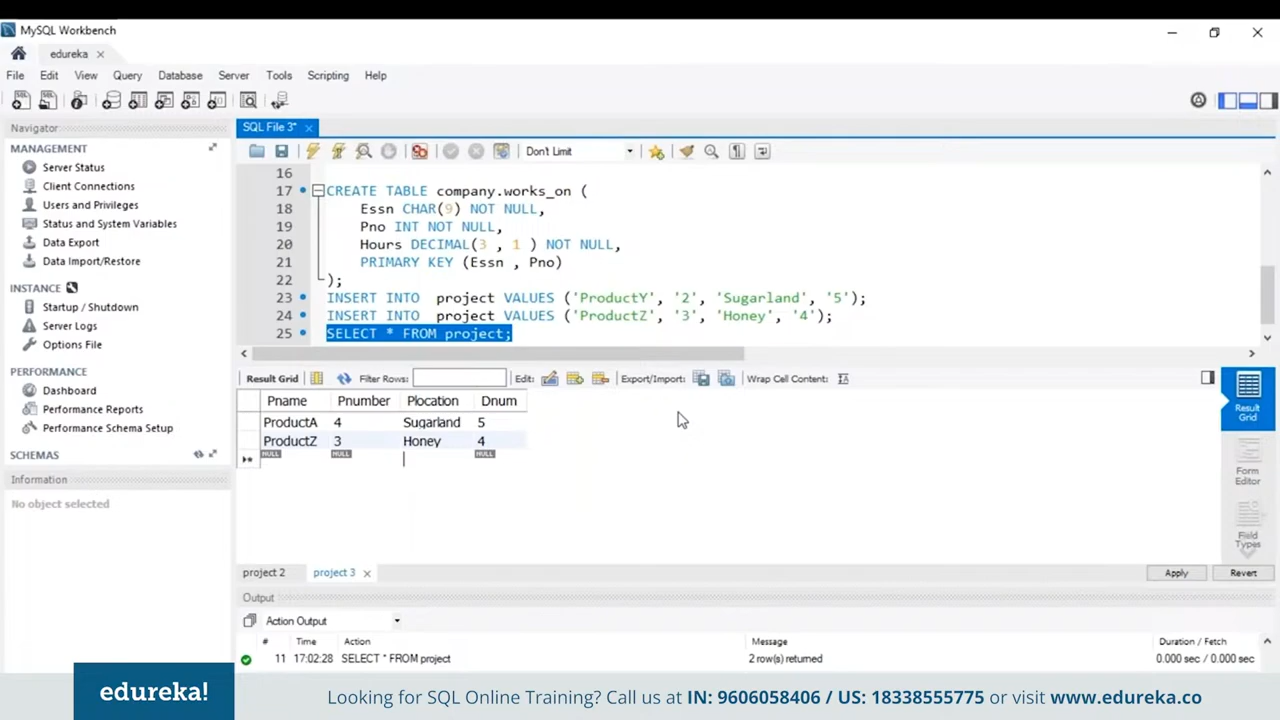 MySQL Workbench
edureka
File Edit View Query Database Server Tools Scripting Help
Navigator
MANAGEMENT
Server Status
Client Connections
Users and Privileges
Status and System Variables
Data Export
Data Import/Restore
INSTANCE
Startup / Shutdown
Server Logs
Options File
PERFORMANCE
Dashboard
Performance Reports
Performance Schema Setup
SCHEMAS
Information
No object selected
SQL File 3*
Don't Limit
16
17 CREATE TABLE company.works_on (
18 Essn CHAR(9) NOT NULL,
19 Pno INT NOT NULL,
20 Hours DECIMAL(3 , 1 ) NOT NULL,
21 PRIMARY KEY (Essn , Pno)
22 );
23 INSERT INTO project VALUES ('ProductY', '2', 'Sugarland', '5');
24 INSERT INTO project VALUES ('ProductZ', '3', 'Honey', '4');
25 SELECT * FROM project;
Result Grid Filter Rows: Edit: Export/Import: Wrap Cell Content:
Pname Pnumber Plocation Dnum
ProductA 4 Sugarland 5
ProductZ 3 Honey 4
NULL NULL NULL
Result
Grid
Form
Editor
Field
Types
project 2 project 3 Apply Revert
Output
Action Output
# Time Action Message Duration / Fetch
11 17:02:28 SELECT * FROM project 2 row(s) returned 0.000 sec / 0.000 sec
edureka! Looking for SQL Online Training? Call us at IN: 9606058406 / US: 18338555775 or visit www.edureka.co